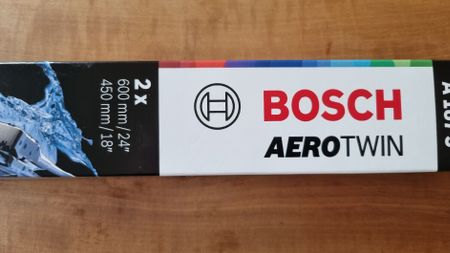 2 x
600 mm/24"
450 mm/18"
BOSCH
AEROTWIN